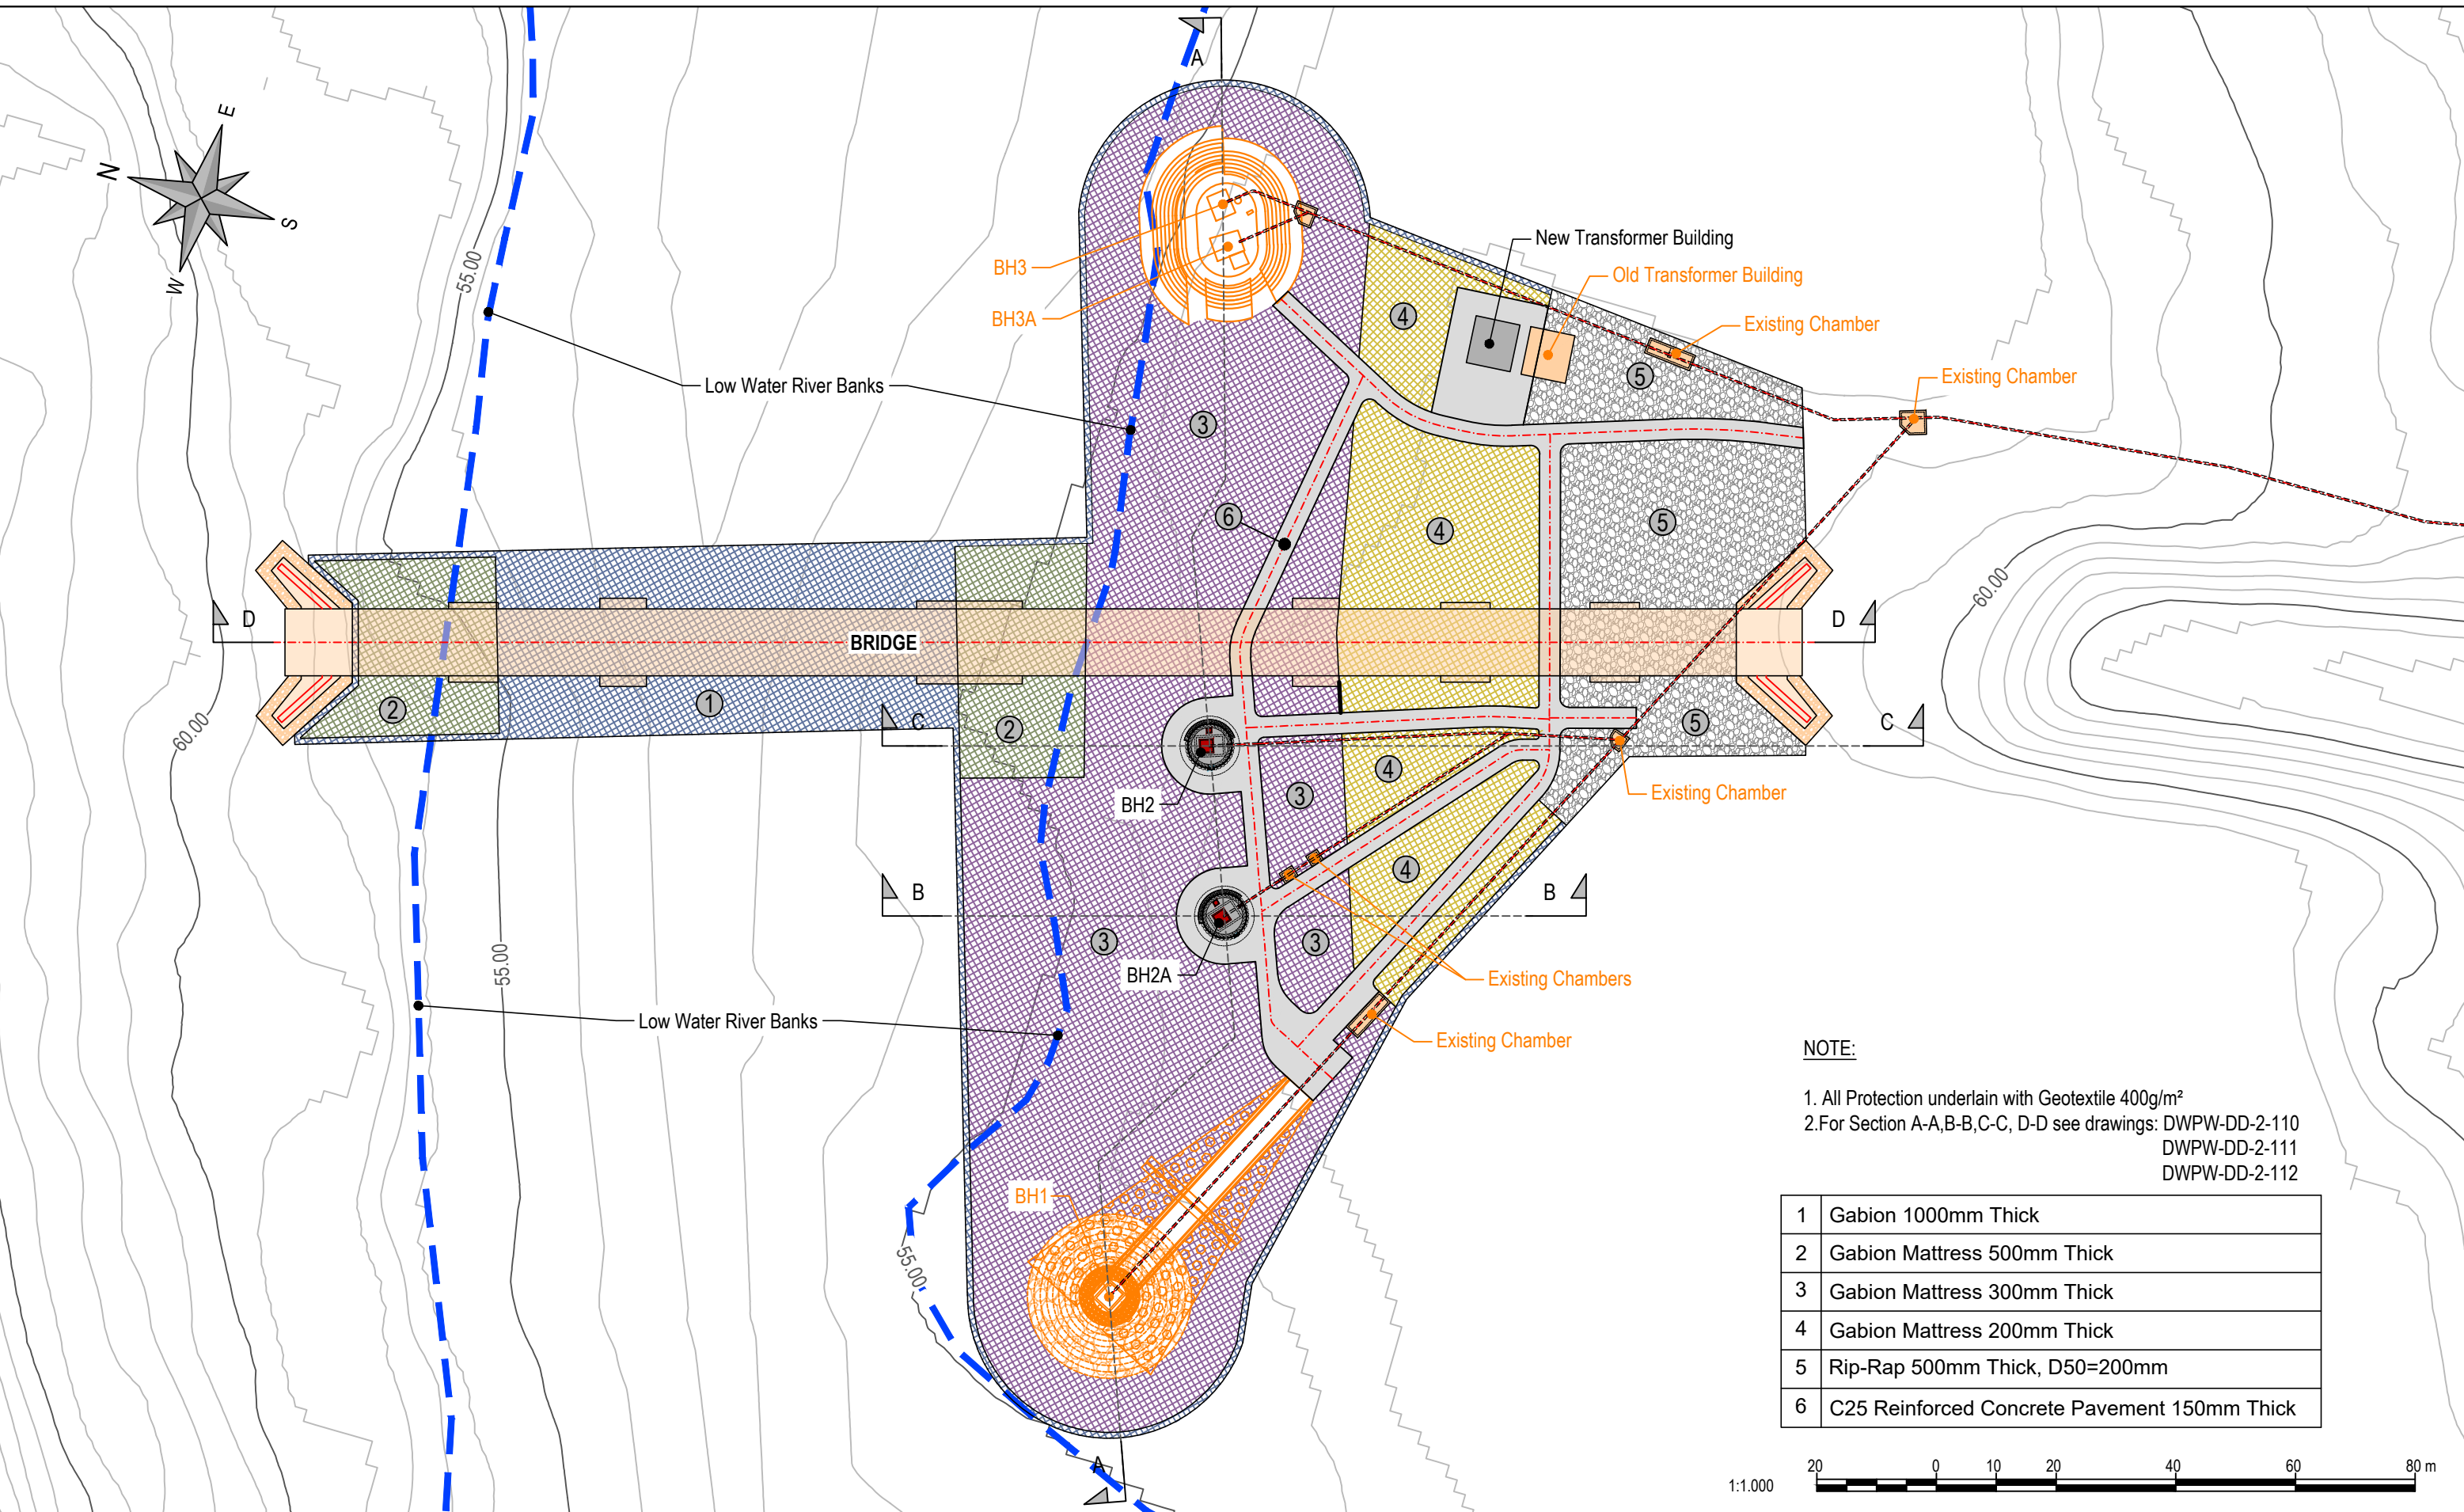 A
E
N
S
W
New Transformer Building
55.00
BH3
Old Transformer Building
BH3A
4
Existing Chamber
Low Water River Banks
5
Existing Chamber
3
6
4
5
60.00
D
BRIDGE
D
2
1
2
C
5
C
60.00
4
BH2
3
Existing Chamber
4
B
B
3
3
55.00
BH2A
Existing Chambers
Low Water River Banks
Existing Chamber
BH1
55.00
A
NOTE:
1. All Protection underlain with Geotextile 400g/m²
2.For Section A-A,B-B,C-C, D-D see drawings: DWPW-DD-2-110
DWPW-DD-2-111
DWPW-DD-2-112
1 Gabion 1000mm Thick
2 Gabion Mattress 500mm Thick
3 Gabion Mattress 300mm Thick
4 Gabion Mattress 200mm Thick
5 Rip-Rap 500mm Thick, D50=200mm
6 C25 Reinforced Concrete Pavement 150mm Thick
1:1.000
20 0 10 20 40 60 80 m